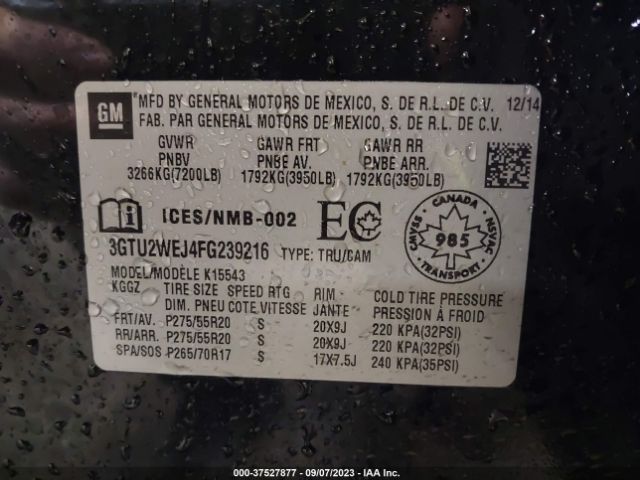 GM
"MFD BY GENERAL MOTORS DE MEXICO, S. DE R.L. DE C.V. 12/14
FAB. PAR GENERAL MOTORS DE MEXICO, S. DE R.L. DE C.V.
GVWR GAWR FRT GAWR RR
PNBV PNBE AV. PNBE ARR.
3266KG(7200LB) 1792KG(3950LB) 1792KG(3950LB)
ICES/NMB-002 EC
CANADA
CMVSS 985 NSVAC
TRANSPORT
3GTU2WEJ4FG239216 TYPE: TRU/CAM
MODEL/MODÈLE K15543
KGGZ TIRE SIZE SPEED RTG RIM COLD TIRE PRESSURE
DIM. PNEU COTE VITESSE JANTE PRESSION À FROID
FRT/AV. P275/55R20 S 20X9J 220 KPA(32PSI)
RR/ARR. P275/55R20 S 20X9J 220 KPA(32PSI)
SPA/SOS P265/70R17 S 17X7.5J 240 KPA(35PSI)
000-37527877 - 09/07/2023 - IAA Inc.